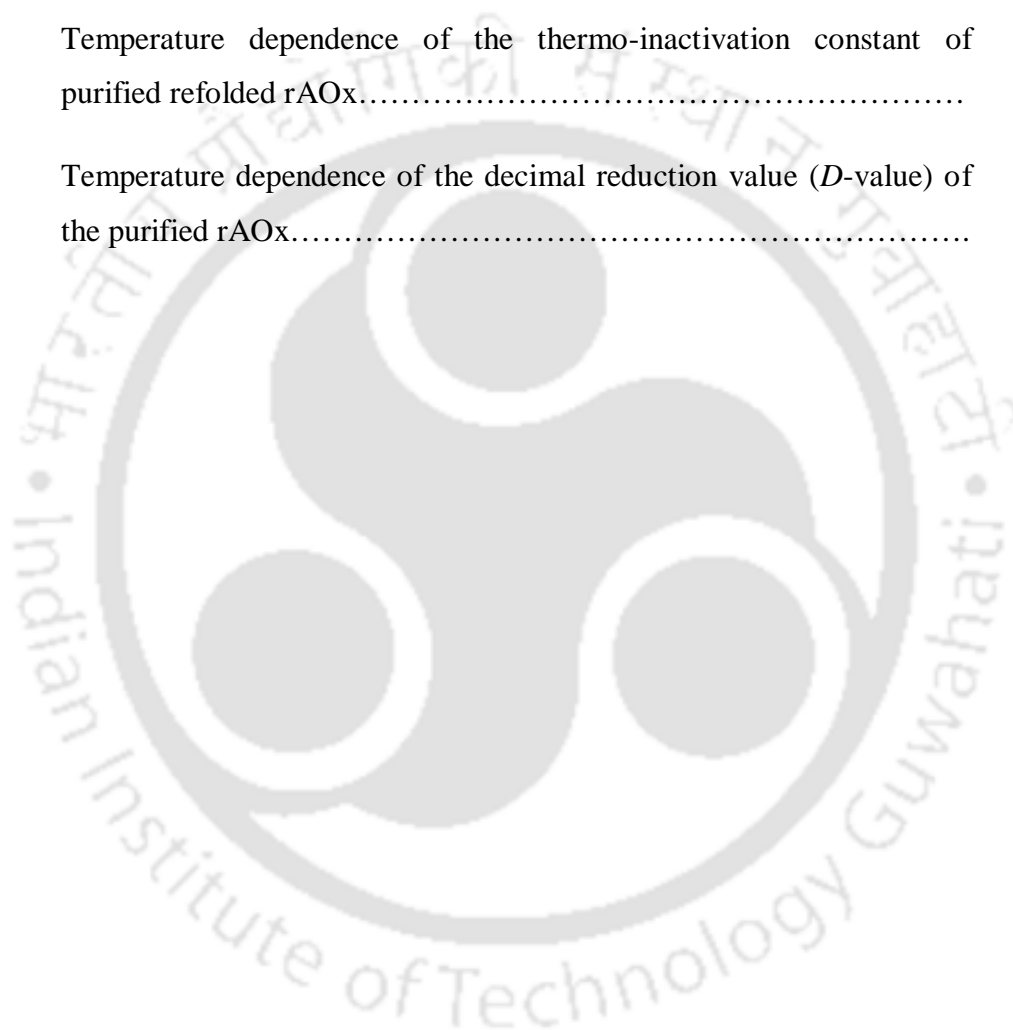 Temperature dependence of the thermo-inactivation constant of
purified refolded rAOx……………………………………………………
Temperature dependence of the decimal reduction value (D-value) of
the purified rAOx………………………………………………………….
भारतीय प्रौद्योगिकी संस्थान गुवाहाटी
• Indian Institute of Technology Guwahati •